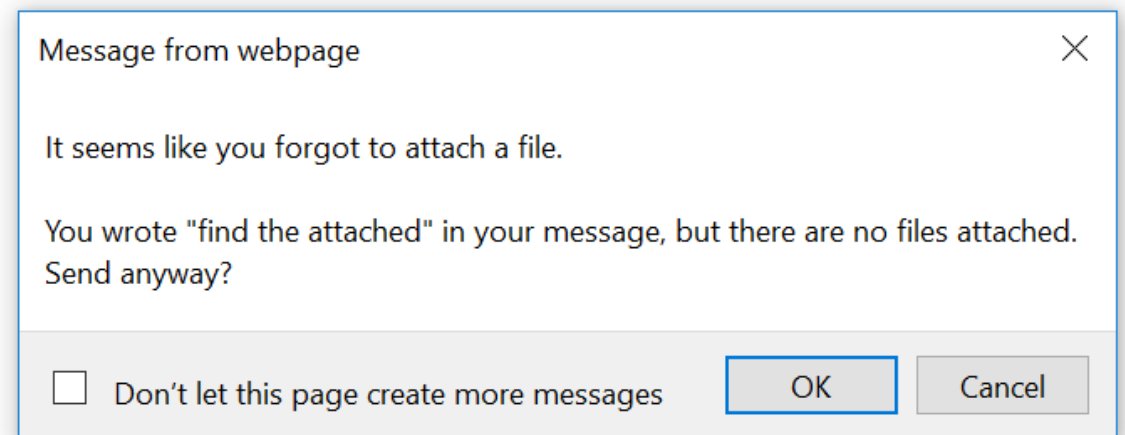 Message from webpage
It seems like you forgot to attach a file.
You wrote "find the attached" in your message, but there are no files attached.
Send anyway?
Don't let this page create more messages
OK
Cancel